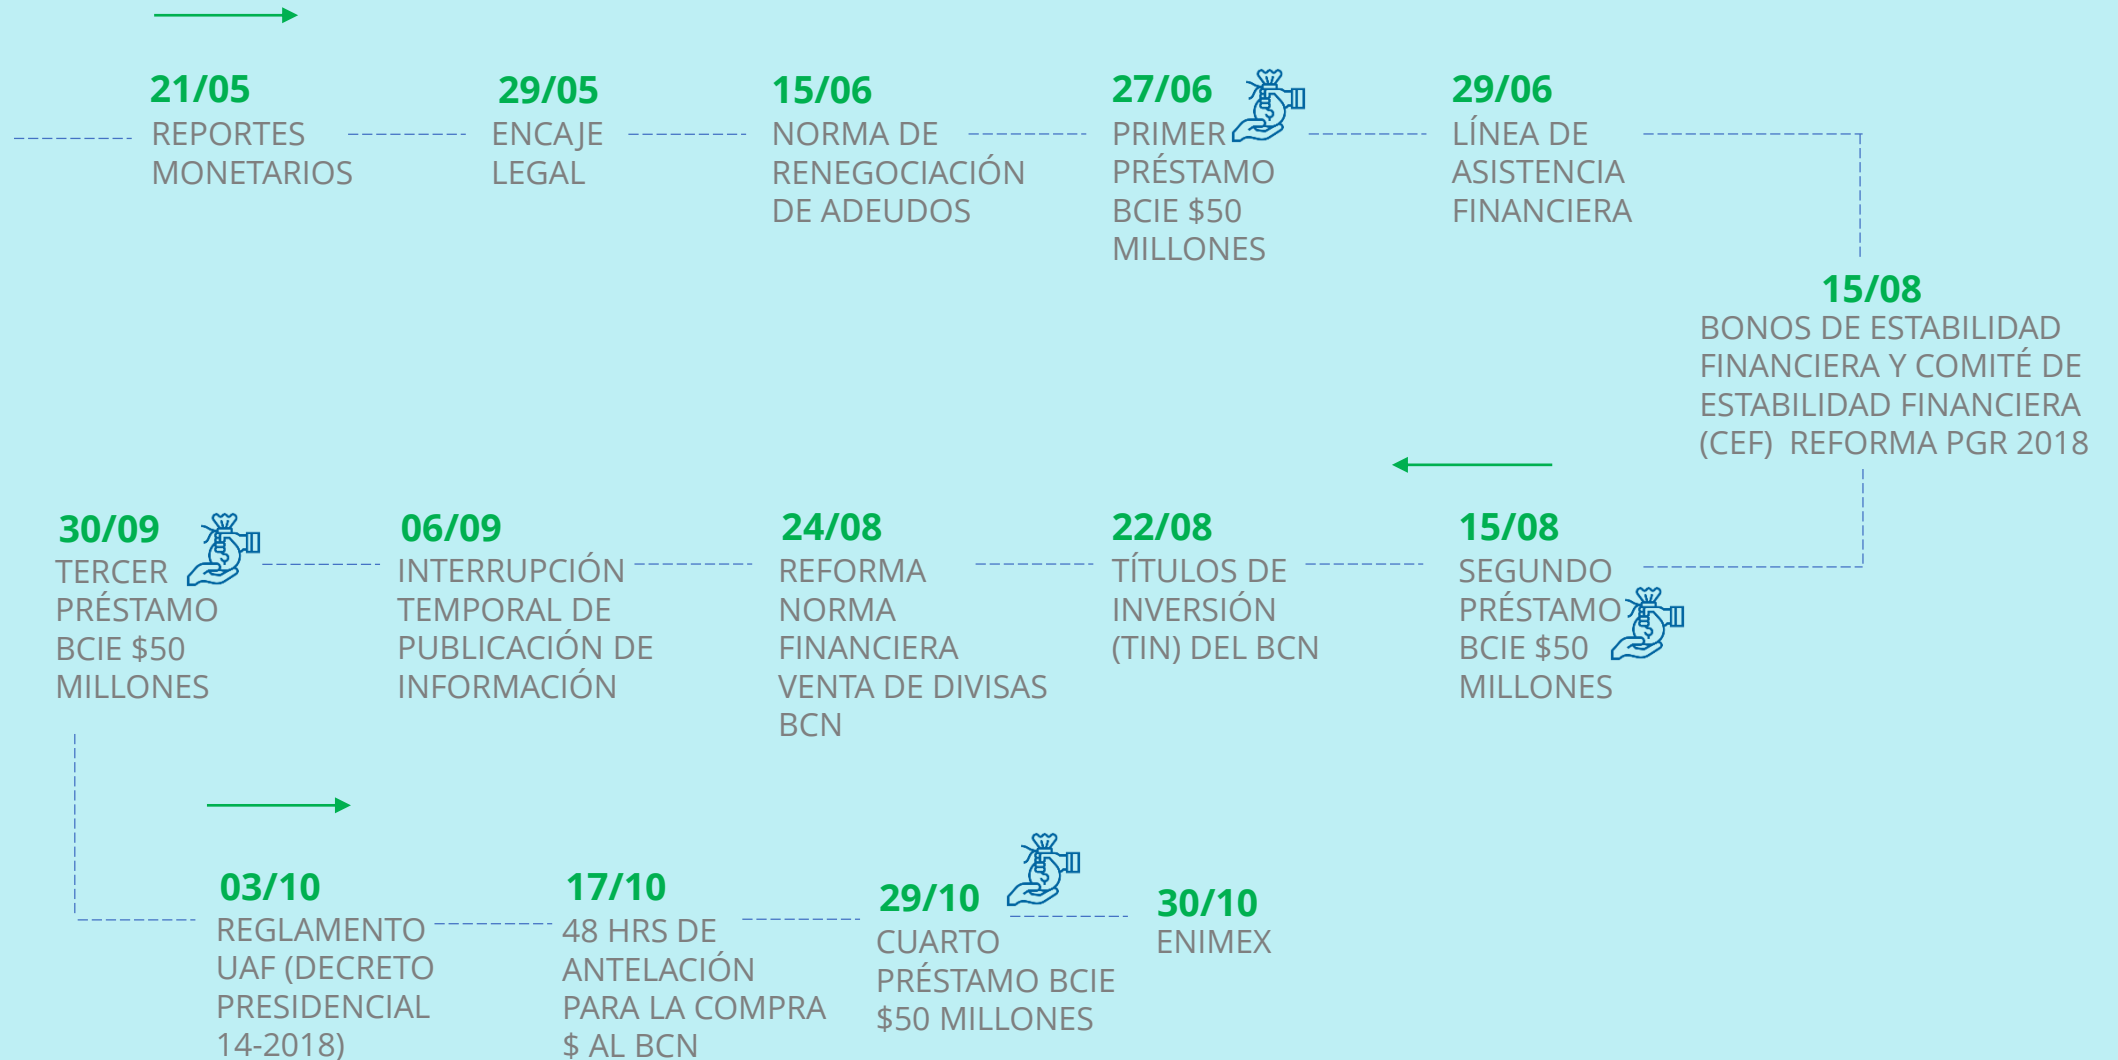 21/05
REPORTES
MONETARIOS
29/05
ENCAJE
LEGAL
15/06
NORMA DE
RENEGOCIACIÓN
DE ADEUDOS
27/06
PRIMER
PRÉSTAMO
BCIE $50
MILLONES
29/06
LÍNEA DE
ASISTENCIA
FINANCIERA
15/08
BONOS DE ESTABILIDAD
FINANCIERA Y COMITÉ DE
ESTABILIDAD FINANCIERA
(CEF) REFORMA PGR 2018
15/08
SEGUNDO
PRÉSTAMO
BCIE $50
MILLONES
22/08
TÍTULOS DE
INVERSIÓN
(TIN) DEL BCN
24/08
REFORMA
NORMA
FINANCIERA
VENTA DE DIVISAS
BCN
06/09
INTERRUPCIÓN
TEMPORAL DE
PUBLICACIÓN DE
INFORMACIÓN
30/09
TERCER
PRÉSTAMO
BCIE $50
MILLONES
03/10
REGLAMENTO
UAF (DECRETO
PRESIDENCIAL
14-2018)
17/10
48 HRS DE
ANTELACIÓN
PARA LA COMPRA
$ AL BCN
29/10
CUARTO
PRÉSTAMO BCIE
$50 MILLONES
30/10
ENIMEX